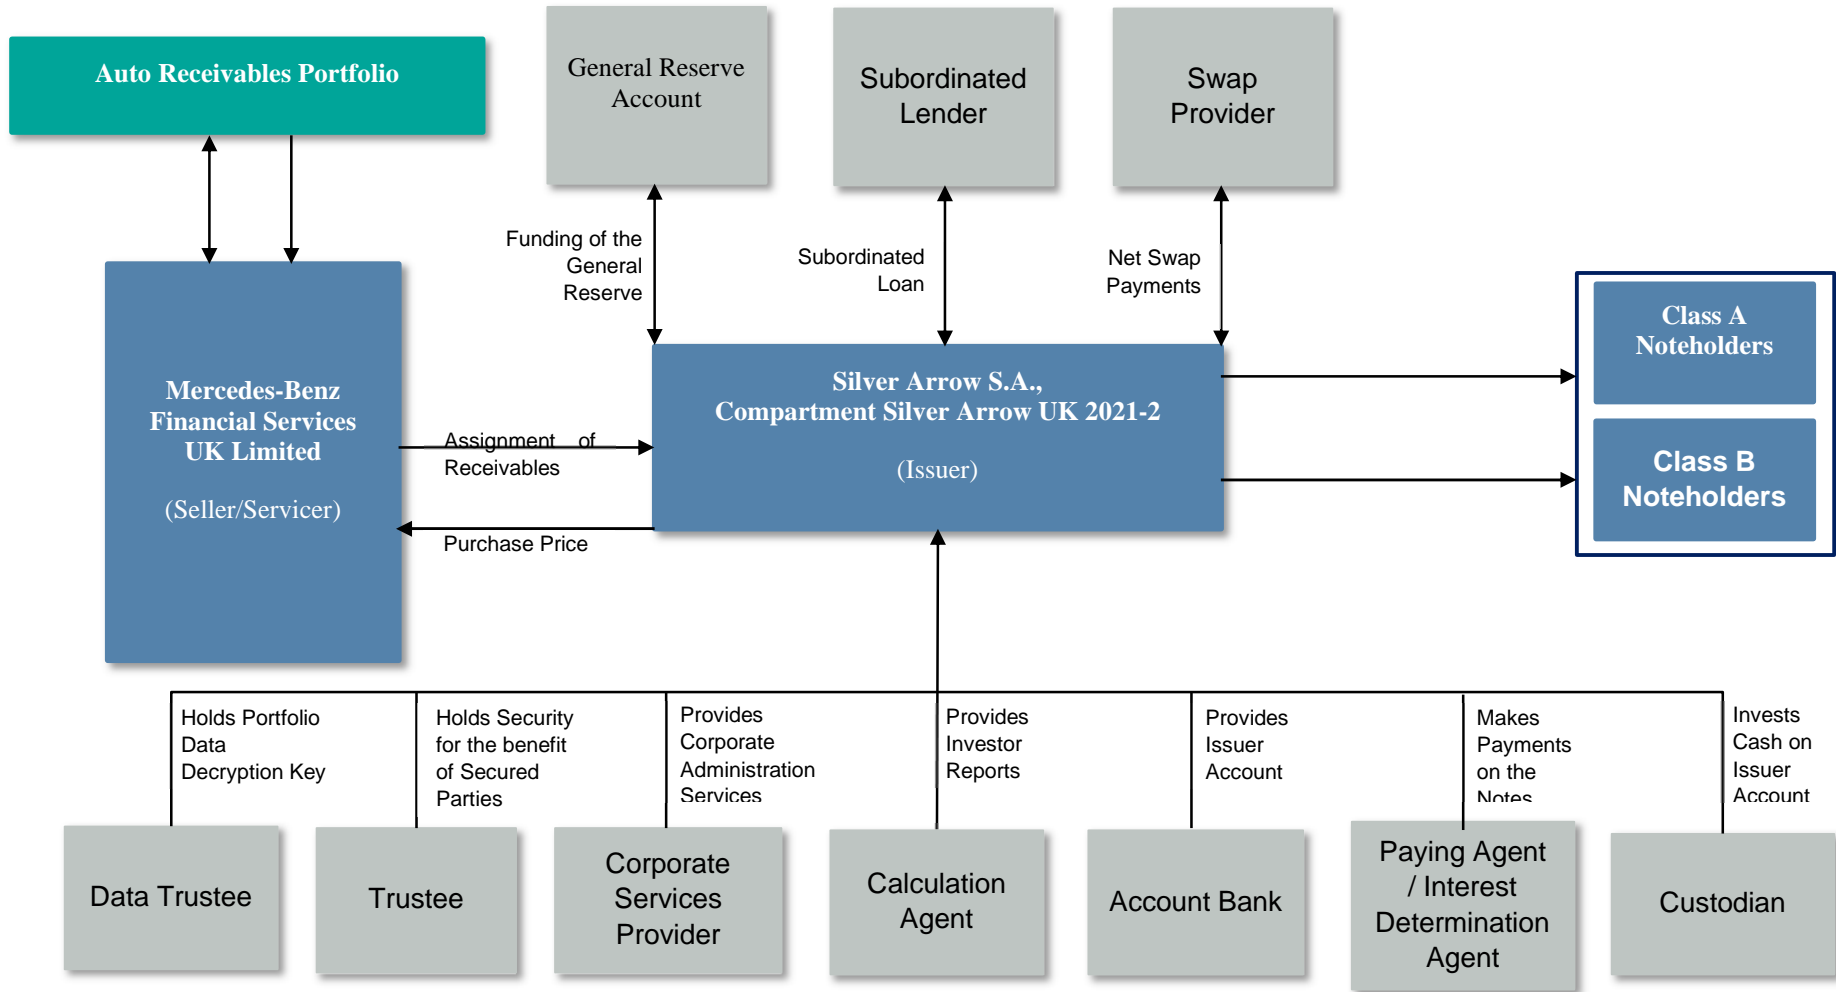 Auto Receivables Portfolio
General Reserve
Account
Subordinated
Lender
Swap
Provider
Funding of the
General
Reserve
Subordinated
Loan
Net Swap
Payments
Mercedes-Benz
Financial Services
UK Limited
(Seller/Servicer)
Assignment of
Receivables
Purchase Price
Silver Arrow S.A.,
Compartment Silver Arrow UK 2021-2
(Issuer)
Class A
Noteholders
Class B
Noteholders
Holds Portfolio
Data
Decryption Key
Holds Security
for the benefit
of Secured
Parties
Provides
Corporate
Administration
Services
Provides
Investor
Reports
Provides
Issuer
Account
Makes
Payments
on the
Notes
Invests
Cash on
Issuer
Account
Data Trustee
Trustee
Corporate
Services
Provider
Calculation
Agent
Account Bank
Paying Agent
/ Interest
Determination
Agent
Custodian